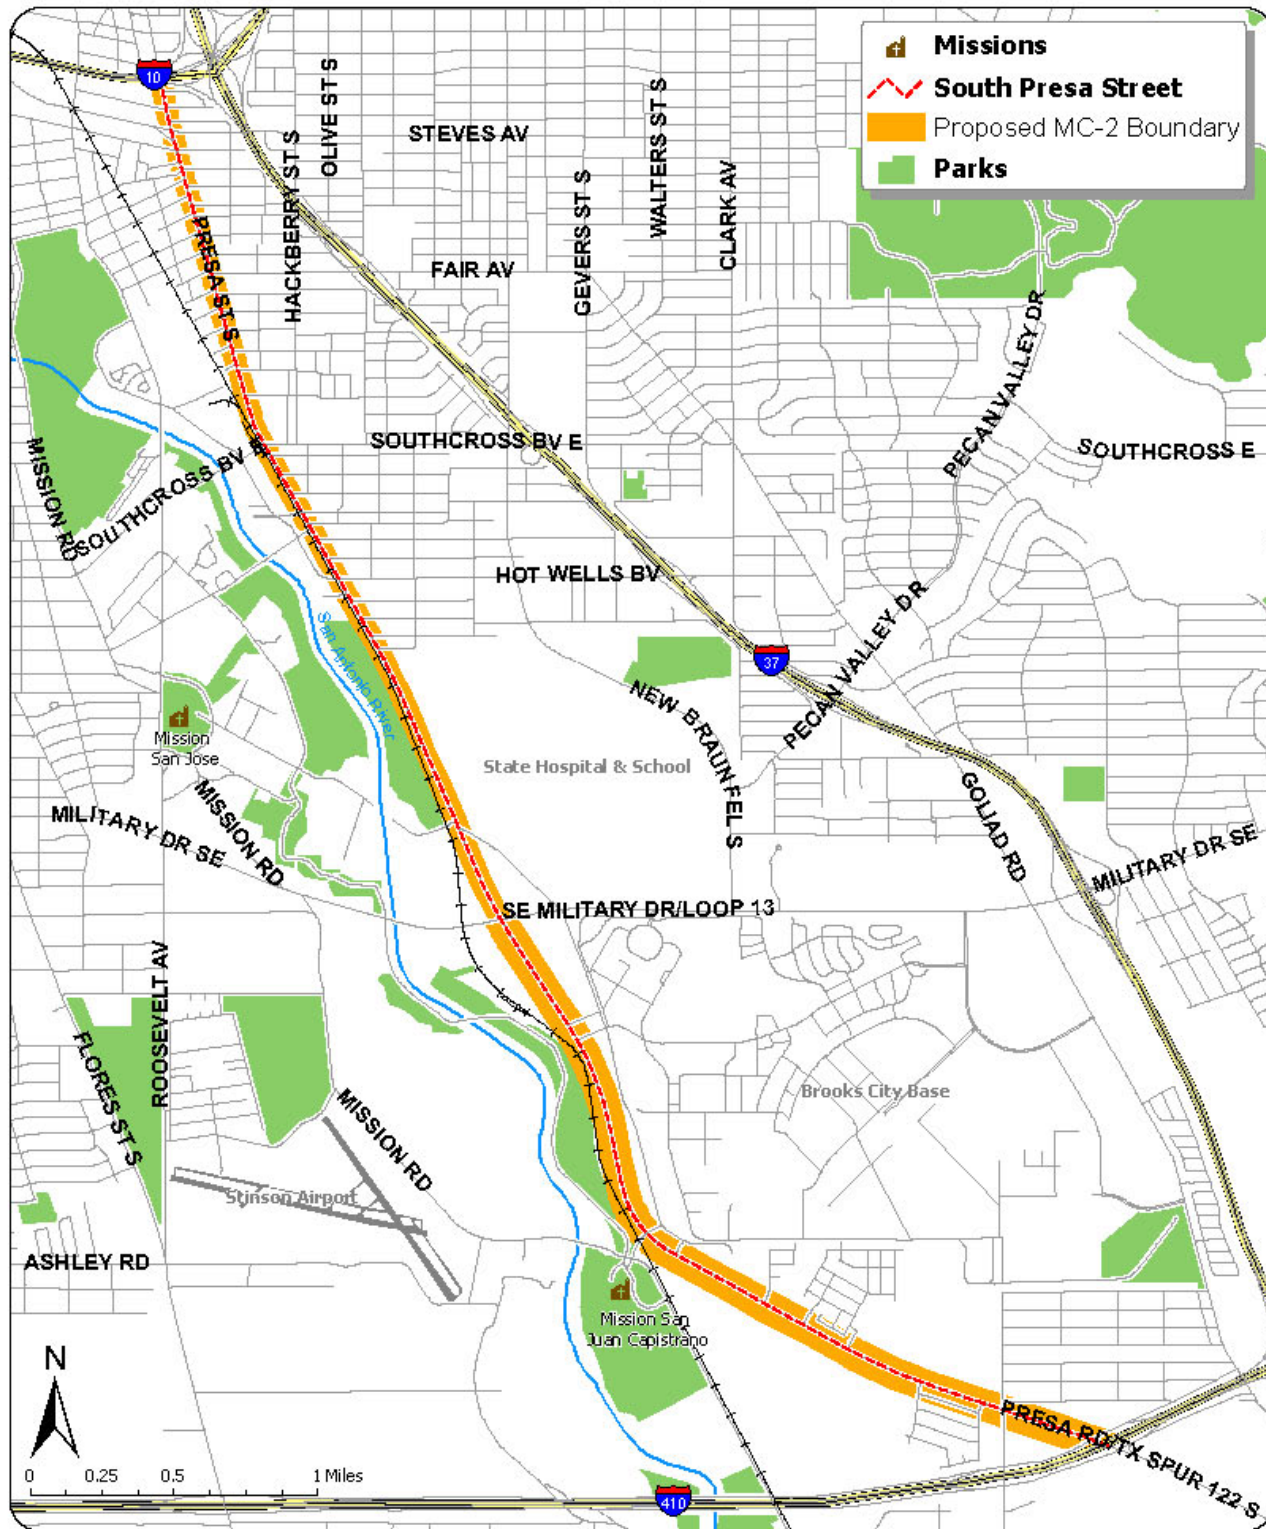 Missions
South Presa Street
Proposed MC-2 Boundary
Parks
10
OLIVE ST S
STEVES AV
WALTERS ST S
HACKBERRY ST S
CLARK AV
GEVERS ST S
PRESA ST S
FAIR AV
PECAN VALLEY DR
SOUTHCROSS BV E
SOUTHCROSS E
MISSION RD
SOUTHCROSS BV E
HOT WELLS BV
San Antonio River
37
PECAN VALLEY DR
NEW BRAUNFELS
Mission
San Jose
State Hospital & School
MISSION RD
MILITARY DR SE
GOLIAD RD
MILITARY DR SE
SE MILITARY DR/LOOP 13
ROOSEVELT AV
FLORES ST S
Brooks City Base
MISSION RD
Stinson Airport
ASHLEY RD
Mission San
Juan Capistrano
N
PRESA RD/TX SPUR 122 S
0 0.25 0.5 1 Miles
410